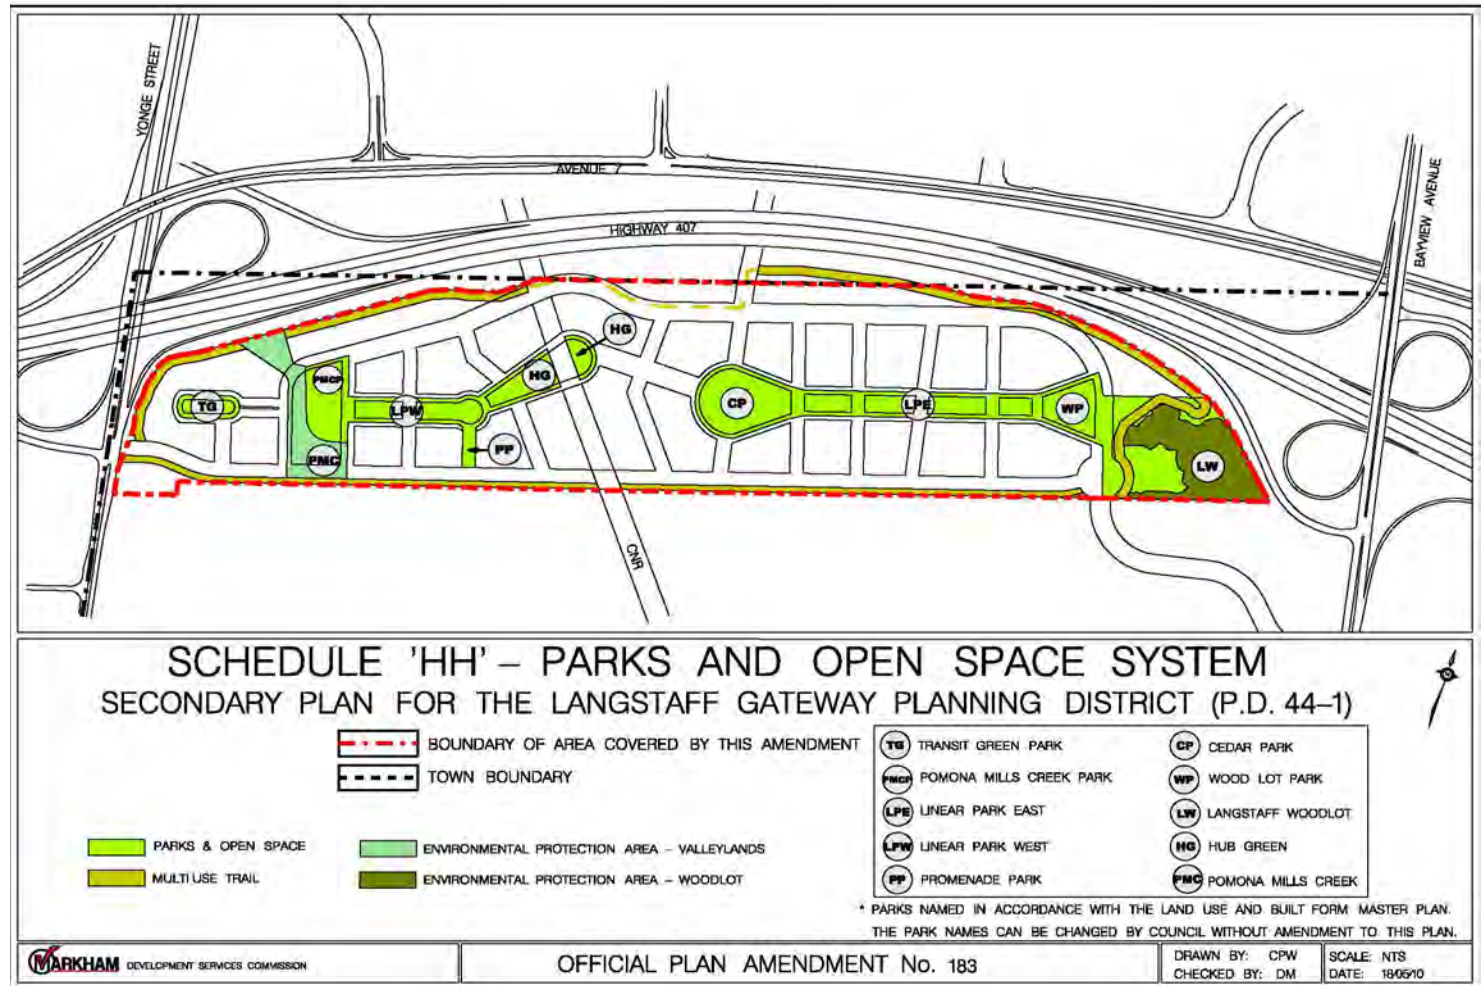 YONGE STREET
AVENUE 7
HIGHWAY 407
BAYVIEW AVENUE
HG
PMCP
HG
TG
LPW
CP
LPE
WP
PP
PMC
LW
CNR
SCHEDULE 'HH' – PARKS AND OPEN SPACE SYSTEM
SECONDARY PLAN FOR THE LANGSTAFF GATEWAY PLANNING DISTRICT (P.D. 44–1)
BOUNDARY OF AREA COVERED BY THIS AMENDMENT
TOWN BOUNDARY
PARKS & OPEN SPACE
MULTI USE TRAIL
ENVIRONMENTAL PROTECTION AREA – VALLEYLANDS
ENVIRONMENTAL PROTECTION AREA – WOODLOT
TG TRANSIT GREEN PARK
PMCP POMONA MILLS CREEK PARK
LPE LINEAR PARK EAST
LPW LINEAR PARK WEST
PP PROMENADE PARK
CP CEDAR PARK
WP WOOD LOT PARK
LW LANGSTAFF WOODLOT
HG HUB GREEN
PMC POMONA MILLS CREEK
* PARKS NAMED IN ACCORDANCE WITH THE LAND USE AND BUILT FORM MASTER PLAN.
THE PARK NAMES CAN BE CHANGED BY COUNCIL WITHOUT AMENDMENT TO THIS PLAN.
MARKHAM DEVELOPMENT SERVICES COMMISSION
OFFICIAL PLAN AMENDMENT No. 183
DRAWN BY: CPW
CHECKED BY: DM
SCALE: NTS
DATE: 18/05/10